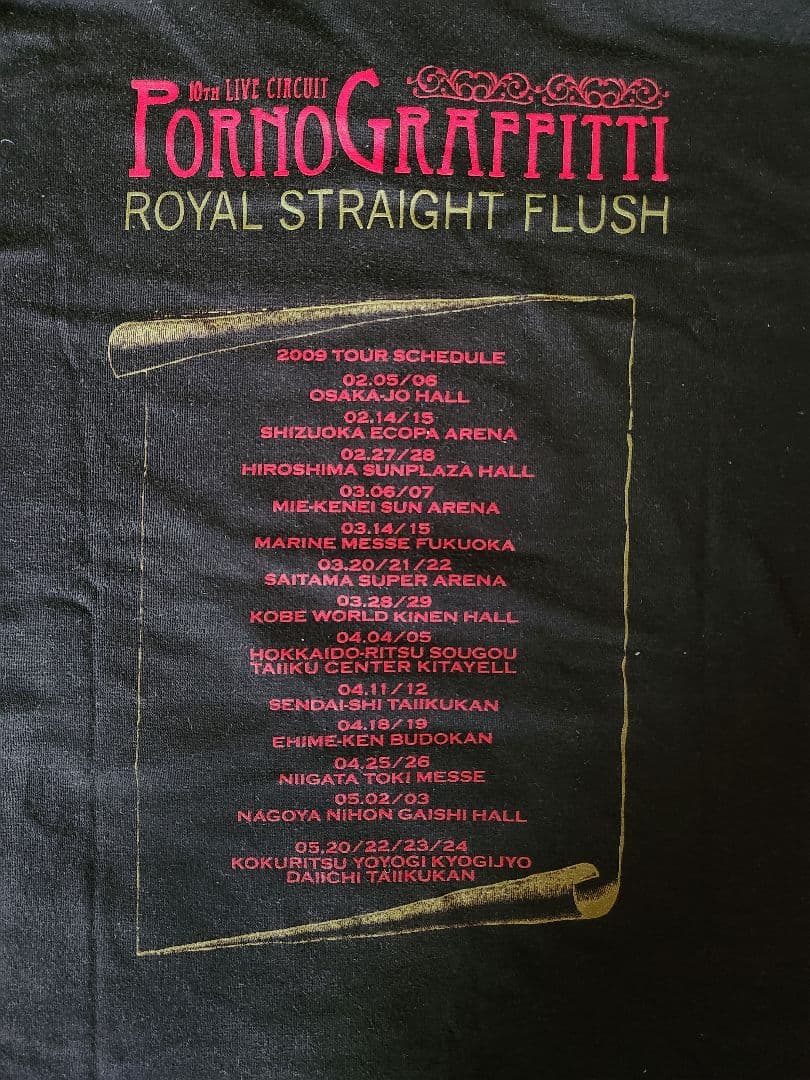 10TH LIVE CIRCUIT
PORNOGRAFFITTI
ROYAL STRAIGHT FLUSH
2009 TOUR SCHEDULE
02.05/06
OSAKA-JO HALL
02.14/15
SHIZUOKA ECOPA ARENA
02.27/28
HIROSHIMA SUNPLAZA HALL
03.06/07
MIE-KENEI SUN ARENA
03.14/15
MARINE MESSE FUKUOKA
03.20/21/22
SAITAMA SUPER ARENA
03.28/29
KOBE WORLD KINEN HALL
04.04/05
HOKKAIDO-RITSU SOUGOU
TAIIKU CENTER KITAYELL
04.11/12
SENDAI-SHI TAIIKUKAN
04.18/19
EHIME-KEN BUDOKAN
04.25/26
NIIGATA TOKI MESSE
05.02/03
NAGOYA NIHON GAISHI HALL
05.20/22/23/24
KOKURITSU YOYOGI KYOGIJYO
DAIICHI TAIIKUKAN